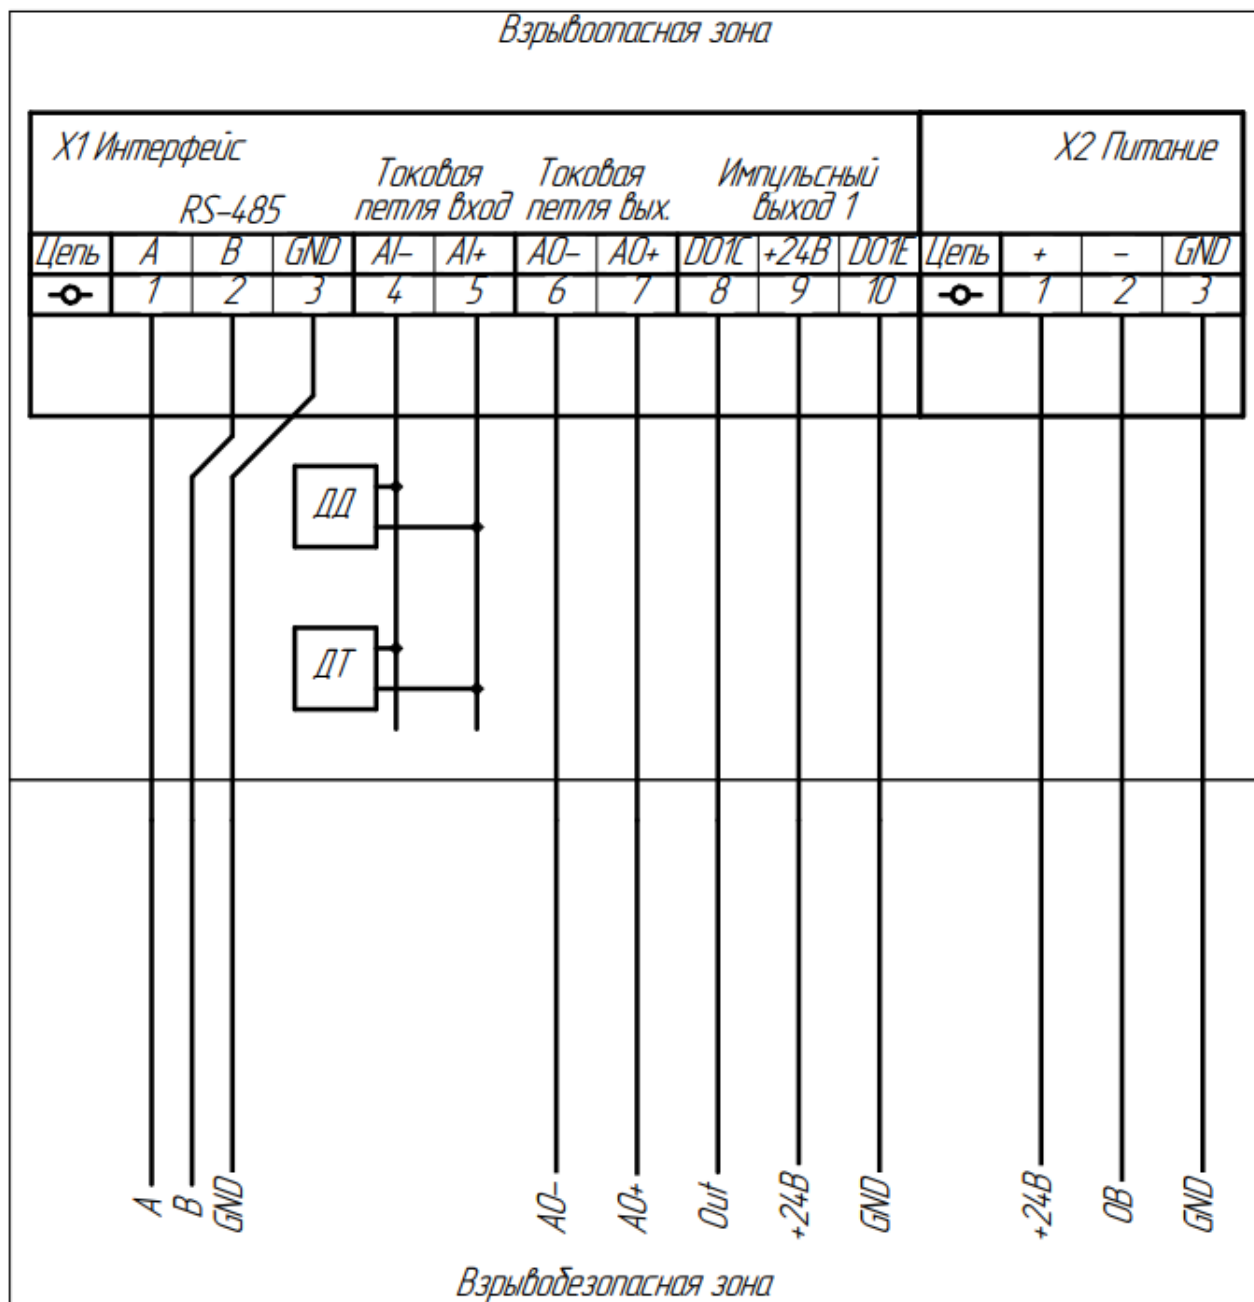 Взрывоопасная зона
X1 Интерфейс
X2 Питание
Токовая Токовая Импульсный
RS-485 петля вход петля вых. выход 1
Цепь A B GND AI- AI+ AO- AO+ DO1C +24В DO1E Цепь + - GND
1 2 3 4 5 6 7 8 9 10 1 2 3
ДД
ДТ
A B GND AO- AO+ Out +24В GND +24В 0В GND
Взрывобезопасная зона